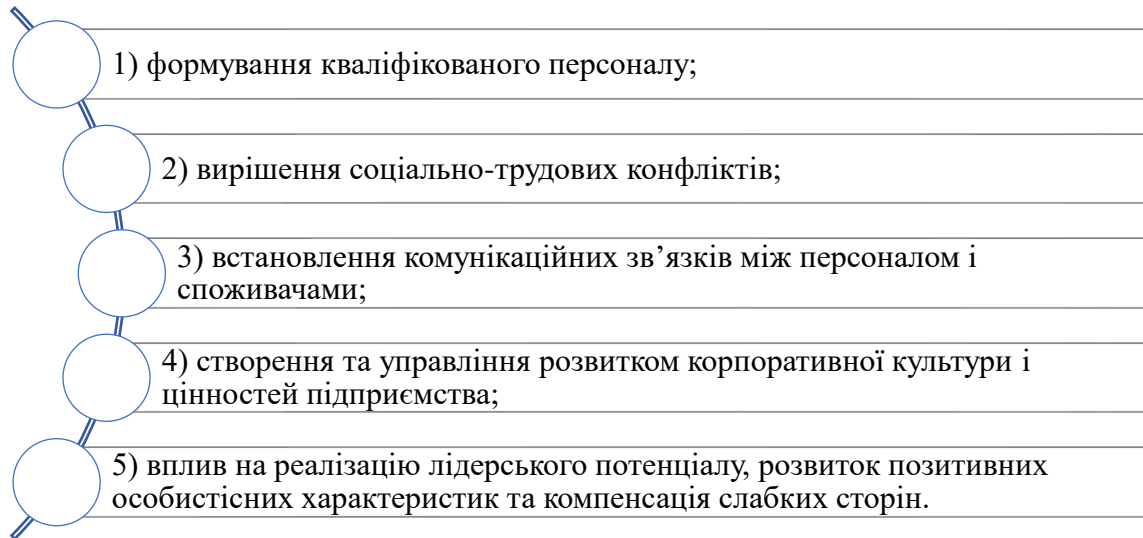 1) формування кваліфікованого персоналу;
2) вирішення соціально-трудових конфліктів;
3) встановлення комунікаційних зв’язків між персоналом і
споживачами;
4) створення та управління розвитком корпоративної культури і
цінностей підприємства;
5) вплив на реалізацію лідерського потенціалу, розвиток позитивних
особистісних характеристик та компенсація слабких сторін.